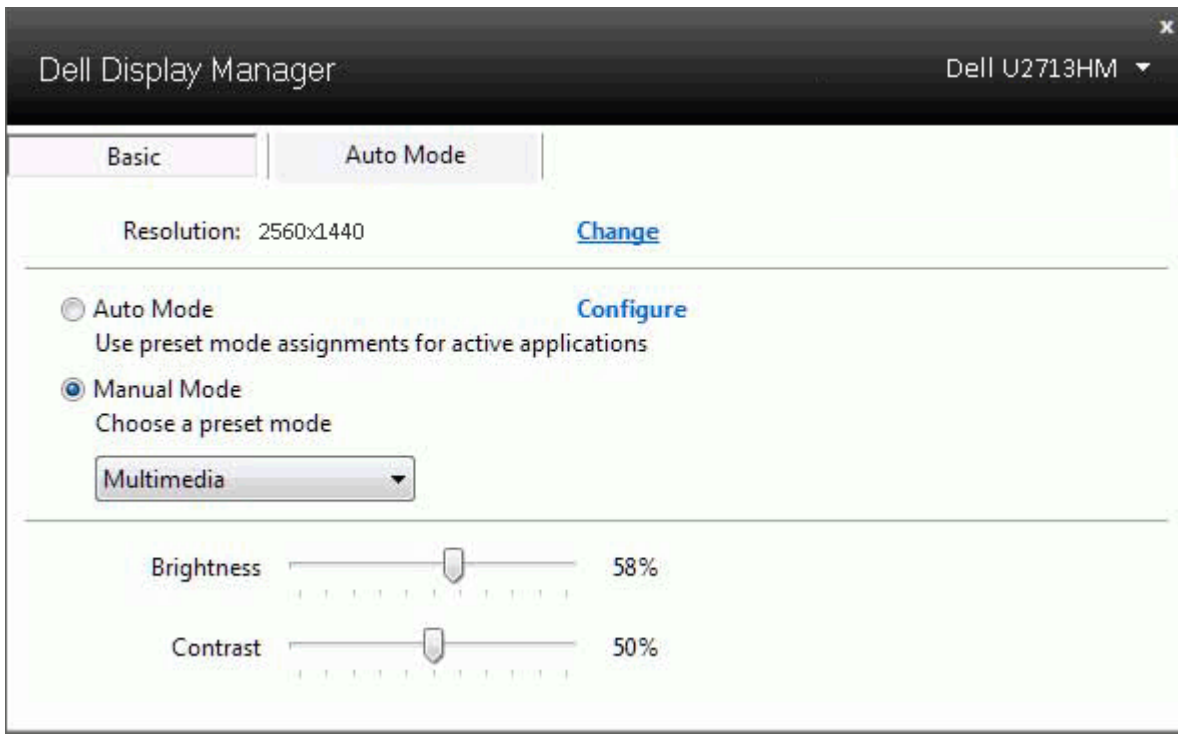 x
Dell Display Manager Dell U2713HM
Basic Auto Mode
Resolution: 2560x1440 Change
Auto Mode Configure
Use preset mode assignments for active applications
Manual Mode
Choose a preset mode
Multimedia
Brightness 58%
Contrast 50%